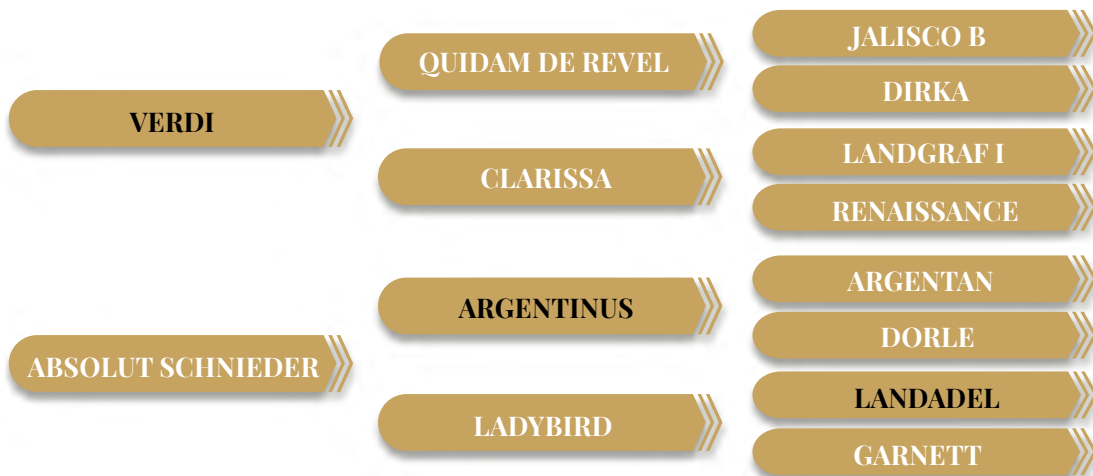 VERDI
ABSOLUT SCHNIEDER
QUIDAM DE REVEL
CLARISSA
ARGENTINUS
LADYBIRD
JALISCO B
DIRKA
LANDGRAF I
RENAISSANCE
ARGENTAN
DORLE
LANDADEL
GARNETT